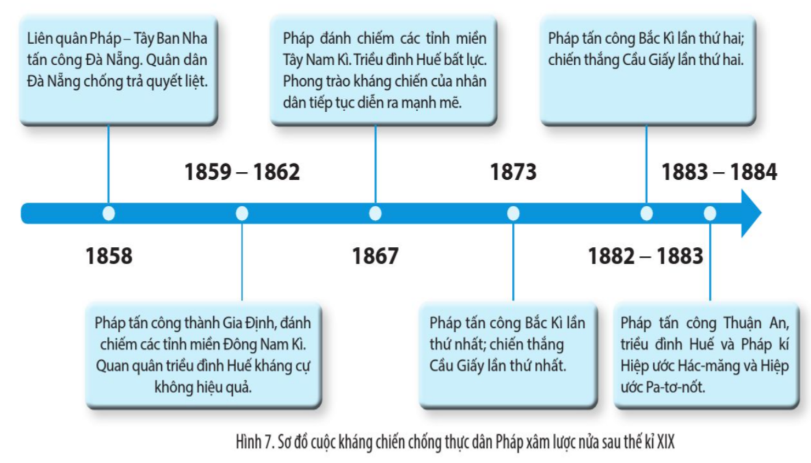 Liên quân Pháp – Tây Ban Nha
tấn công Đà Nẵng. Quân dân
Đà Nẵng chống trả quyết liệt.
Pháp đánh chiếm các tỉnh miền
Tây Nam Kì. Triều đình Huế bất lực.
Phong trào kháng chiến của nhân
dân tiếp tục diễn ra mạnh mẽ.
Pháp tấn công Bắc Kì lần thứ hai;
chiến thắng Cầu Giấy lần thứ hai.
1859 – 1862
1873
1883 – 1884
1858
1867
1882 – 1883
Pháp tấn công thành Gia Định, đánh
chiếm các tỉnh miền Đông Nam Kì.
Quan quân triều đình Huế kháng cự
không hiệu quả.
Pháp tấn công Bắc Kì lần
thứ nhất; chiến thắng
Cầu Giấy lần thứ nhất.
Pháp tấn công Thuận An,
triều đình Huế và Pháp kí
Hiệp ước Hác-măng và Hiệp
ước Pa-tơ-nốt.
Hình 7. Sơ đồ cuộc kháng chiến chống thực dân Pháp xâm lược nửa sau thế kỉ XIX